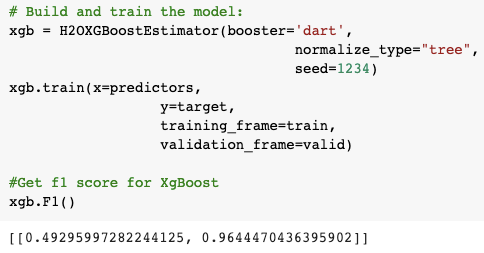 # Build and train the model:
xgb = H2OXGBoostEstimator(booster='dart',
normalize_type="tree",
seed=1234)
xgb.train(x=predictors,
y=target,
training_frame=train,
validation_frame=valid)
#Get f1 score for XgBoost
xgb.F1()
[[0.49295997282244125, 0.9644470436395902]]